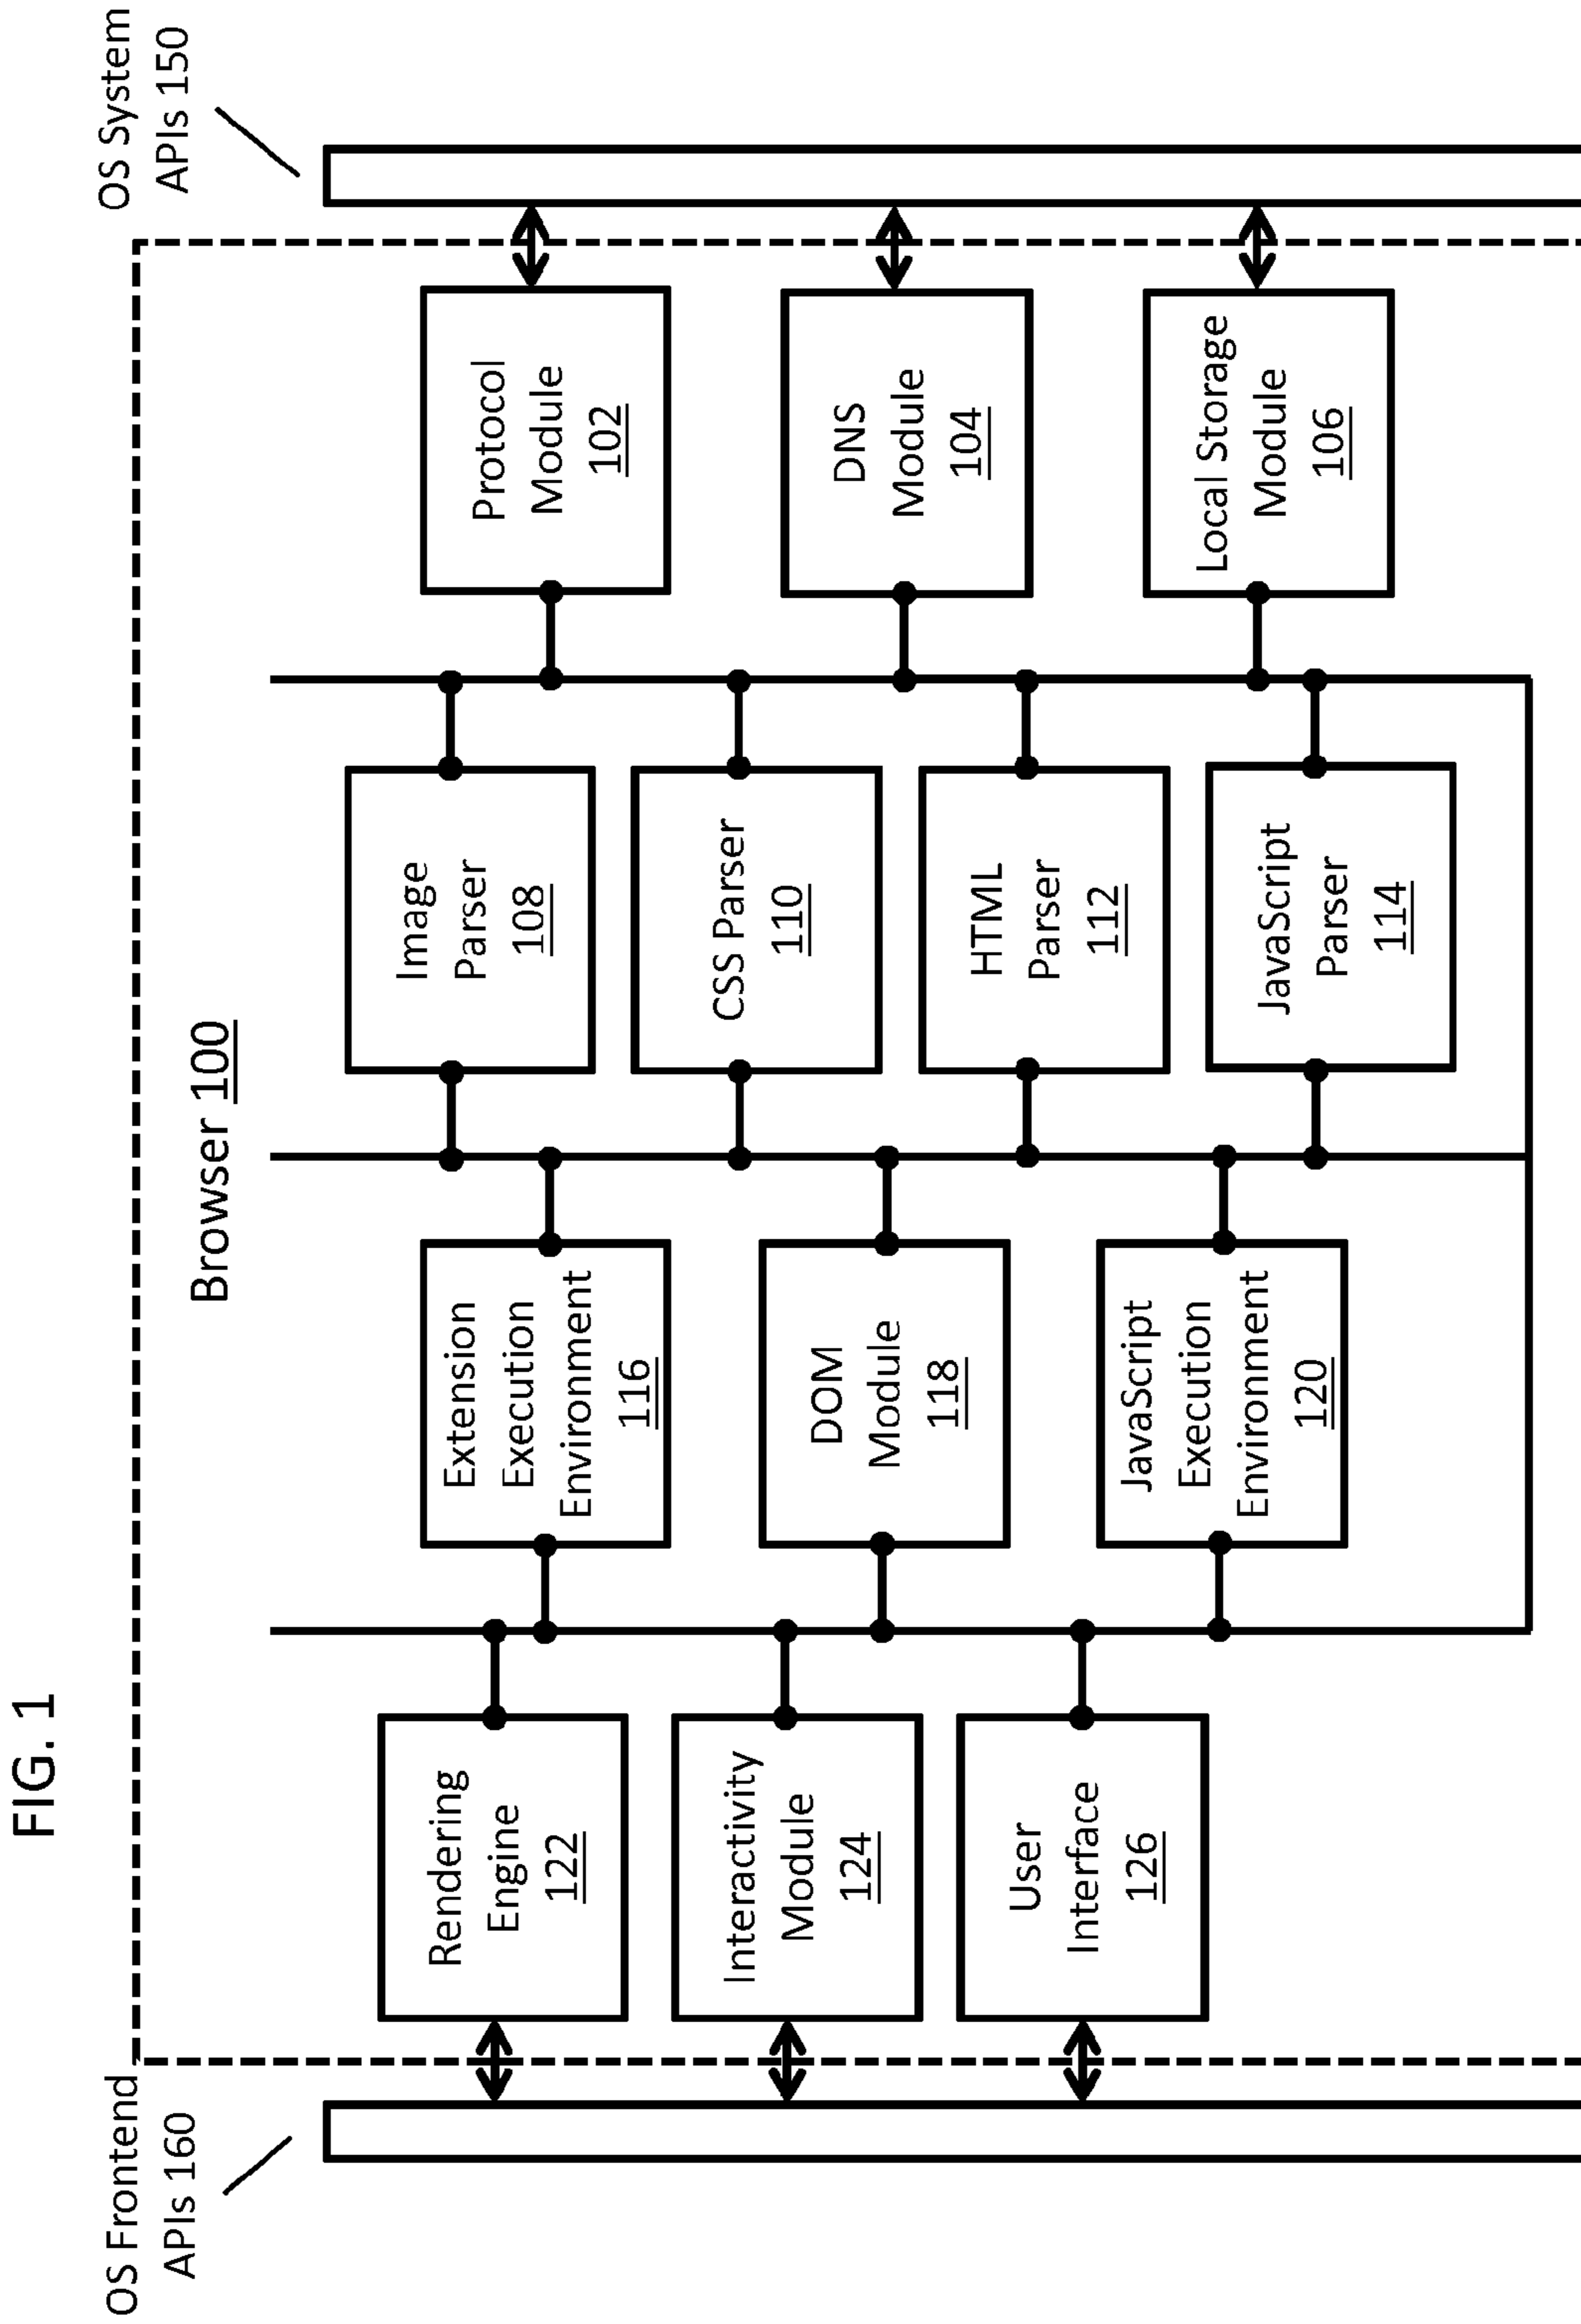 FIG. 1
OS Frontend
APIs 160
Browser 100
OS System
APIs 150
Rendering
Engine
122
Interactivity
Module
124
User
Interface
126
Extension
Execution
Environment
116
DOM
Module
118
JavaScript
Execution
Environment
120
Image
Parser
108
CSS Parser
110
HTML
Parser
112
JavaScript
Parser
114
Protocol
Module
102
DNS
Module
104
Local Storage
Module
106